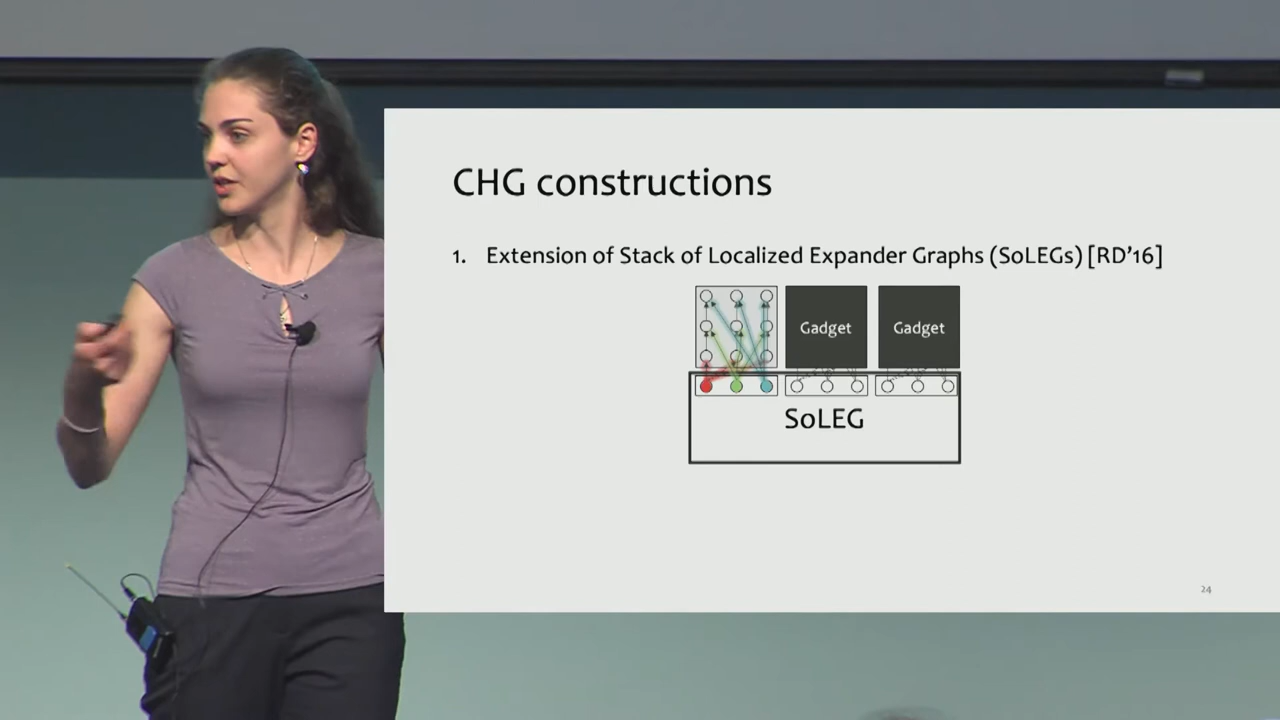 CHG constructions
1. Extension of Stack of Localized Expander Graphs (SoLEGs) [RD'16]
Gadget Gadget
SoLEG
24